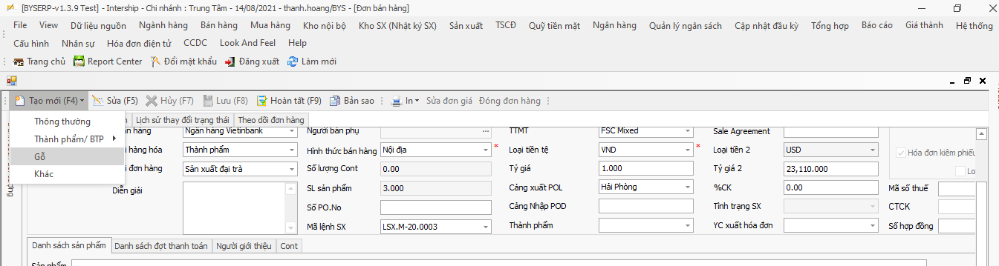 [BYSERP-v1.3.9 Test] - Intership - Chi nhánh : Trung Tâm - 14/08/2021 - thanh.hoang/BYS - [Đơn bán hàng]
File View Dữ liệu nguồn Ngành hàng Bán hàng Mua hàng Kho nội bộ Kho SX (Nhật ký SX) Sản xuất TSCĐ Quỹ tiền mặt Ngân hàng Quản lý ngân sách Cập nhật đầu kỳ Tổng hợp Báo cáo Giá thành Hệ thống
Cấu hình Nhân sự Hóa đơn điện tử CCDC Look And Feel Help
Trang chủ Report Center Đổi mật khẩu Đăng xuất Làm mới
Tạo mới (F4) Sửa (F5) Hủy (F7) Lưu (F8) Hoàn tất (F9) Bản sao In Sửa đơn giá Đóng đơn hàng
Thông thường
Lịch sử thay đổi trạng thái Theo dõi đơn hàng
Thành phẩm/ BTP
Gỗ
Khác
hàng Ngân hàng Vietinbank Người bán phụ ... TTMT FSC Mixed Sale Agreement
hàng hóa Thành phẩm Hình thức bán hàng Nội địa * Loại tiền tệ VND * Loại tiền 2 USD Hóa đơn kiêm phiếu
đơn hàng Sản xuất đại trà Số lượng Cont 0.00 Tỷ giá 1.000 Tỷ giá 2 23,110.000 Lo
Diễn giải SL sản phẩm 3.000 Cảng xuất POL Hải Phòng %CK 0.00 Mã số thuế
Số PO.No Cảng Nhập POD Tình trạng SX CTCK
Mã lệnh SX LSX.M-20.0003 Thành phẩm YC xuất hóa đơn Số hợp đồng
Danh sách sản phẩm Danh sách đợt thanh toán Người giới thiệu Cont
Sản phẩm